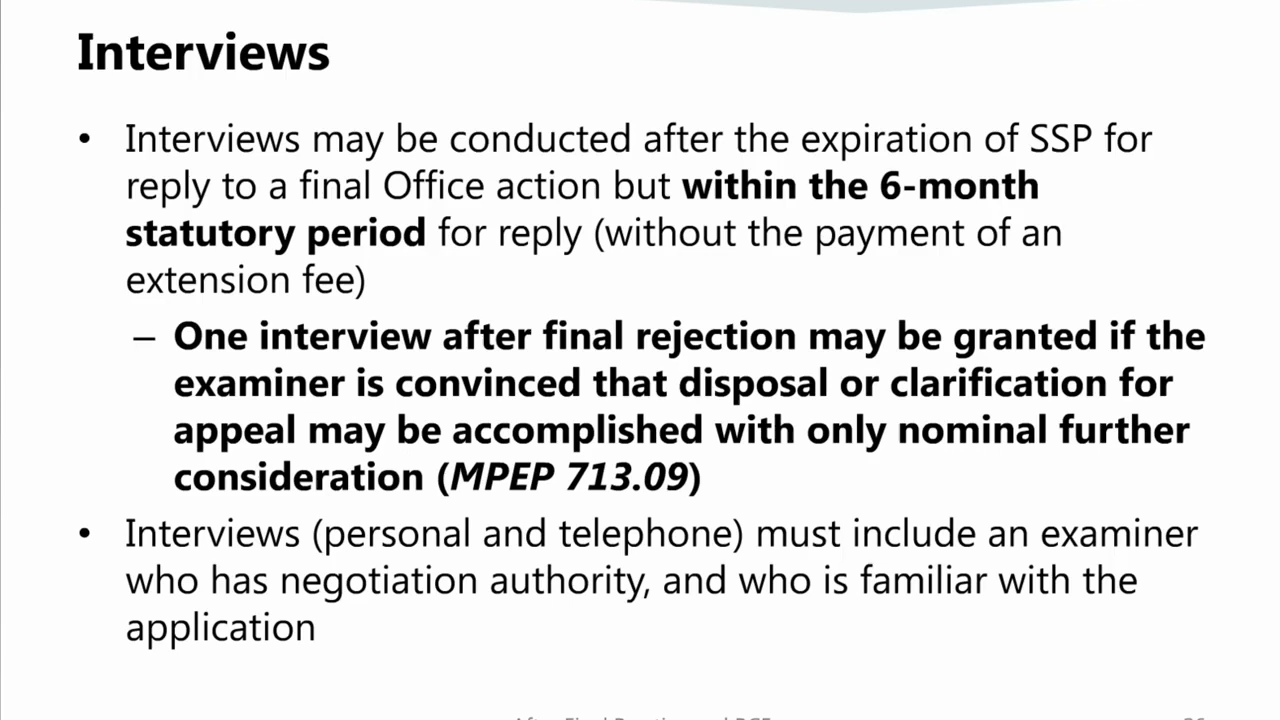 Interviews
• Interviews may be conducted after the expiration of SSP for
reply to a final Office action but within the 6-month
statutory period for reply (without the payment of an
extension fee)
– One interview after final rejection may be granted if the
examiner is convinced that disposal or clarification for
appeal may be accomplished with only nominal further
consideration (MPEP 713.09)
• Interviews (personal and telephone) must include an examiner
who has negotiation authority, and who is familiar with the
application